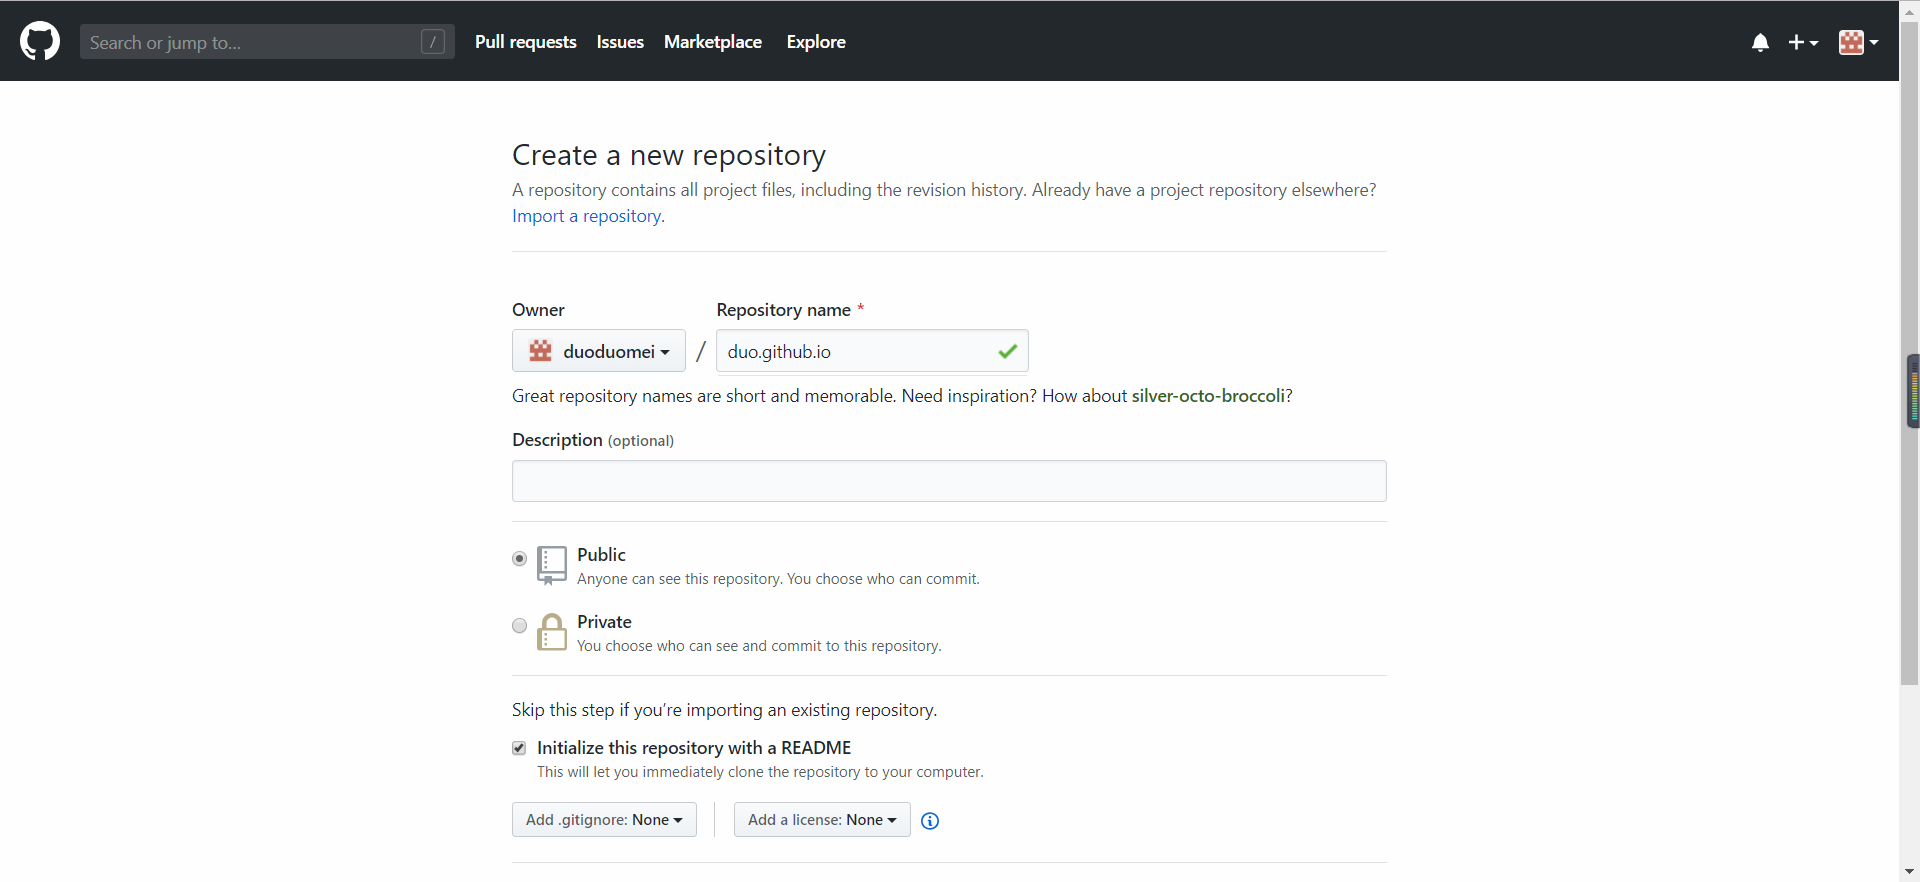 Search or jump to... / Pull requests Issues Marketplace Explore
Create a new repository
A repository contains all project files, including the revision history. Already have a project repository elsewhere?
Import a repository.
Owner Repository name *
duoduomei / duo.github.io
Great repository names are short and memorable. Need inspiration? How about silver-octo-broccoli?
Description (optional)
Public
Anyone can see this repository. You choose who can commit.
Private
You choose who can see and commit to this repository.
Skip this step if you’re importing an existing repository.
Initialize this repository with a README
This will let you immediately clone the repository to your computer.
Add .gitignore: None Add a license: None